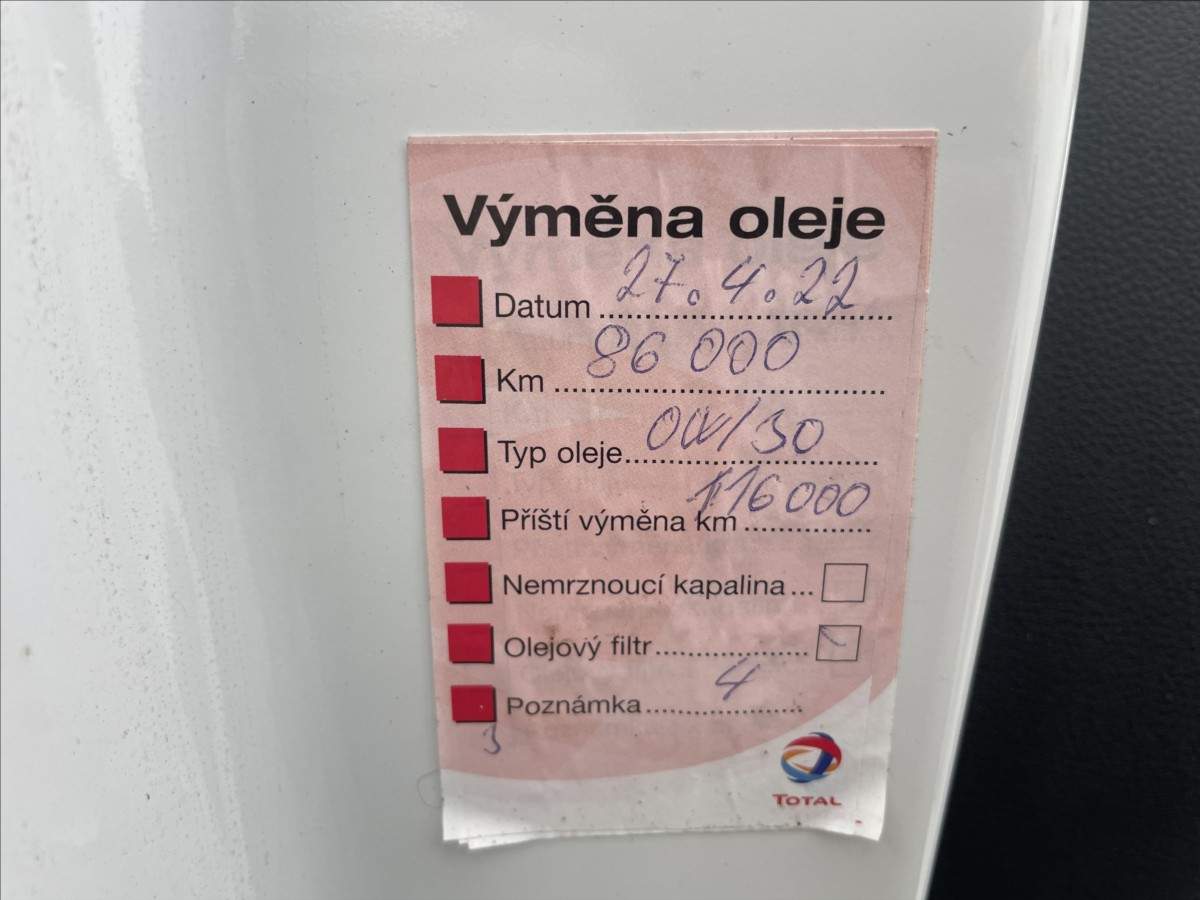 Výměna oleje
Datum 27.4.22
Km 86 000
Typ oleje 0W/30
Příští výměna km 116000
Nemrznoucí kapalina
Olejový filtr
Poznámka 4
3
TOTAL